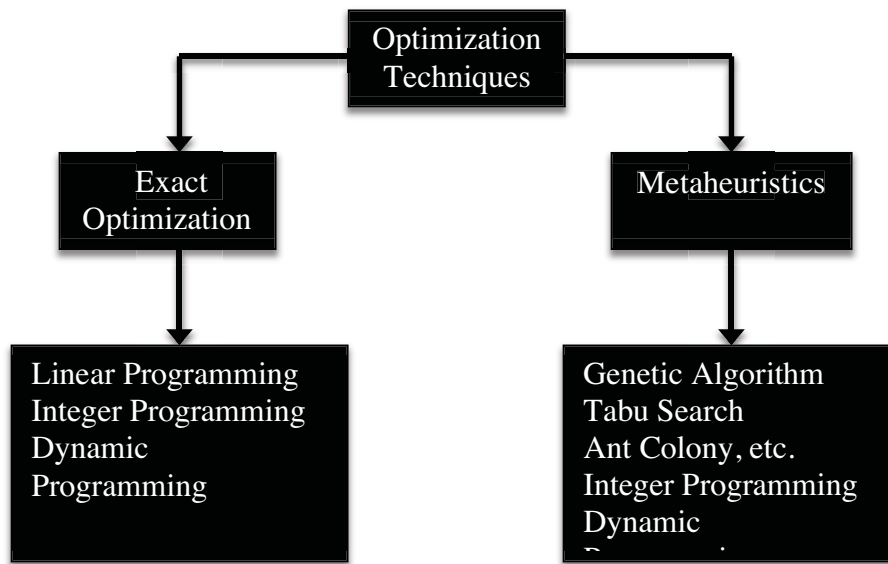 Optimization
Techniques
Exact
Optimization
Metaheuristics
Linear Programming
Integer Programming
Dynamic
Programming
Genetic Algorithm
Tabu Search
Ant Colony, etc.
Integer Programming
Dynamic